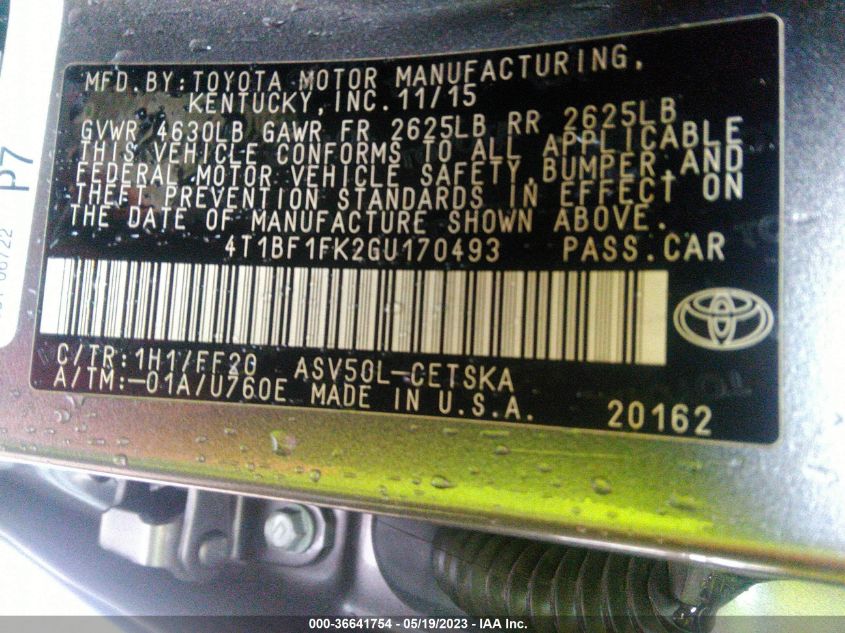 MFD. BY: TOYOTA MOTOR MANUFACTURING,
KENTUCKY, INC. 11/15
GVWR 4630LB GAWR FR 2625LB RR 2625LB
THIS VEHICLE CONFORMS TO ALL APPLICABLE
FEDERAL MOTOR VEHICLE SAFETY, BUMPER, AND
THEFT PREVENTION STANDARDS IN EFFECT ON
THE DATE OF MANUFACTURE SHOWN ABOVE.
4T1BF1FK2GU170493 PASS. CAR
C/TR: 1H1/FF20 ASV50L-CETSKA
A/TM: -01A/U760E MADE IN U.S.A. 20162
P7
000-36641754 - 05/19/2023 - IAA Inc.